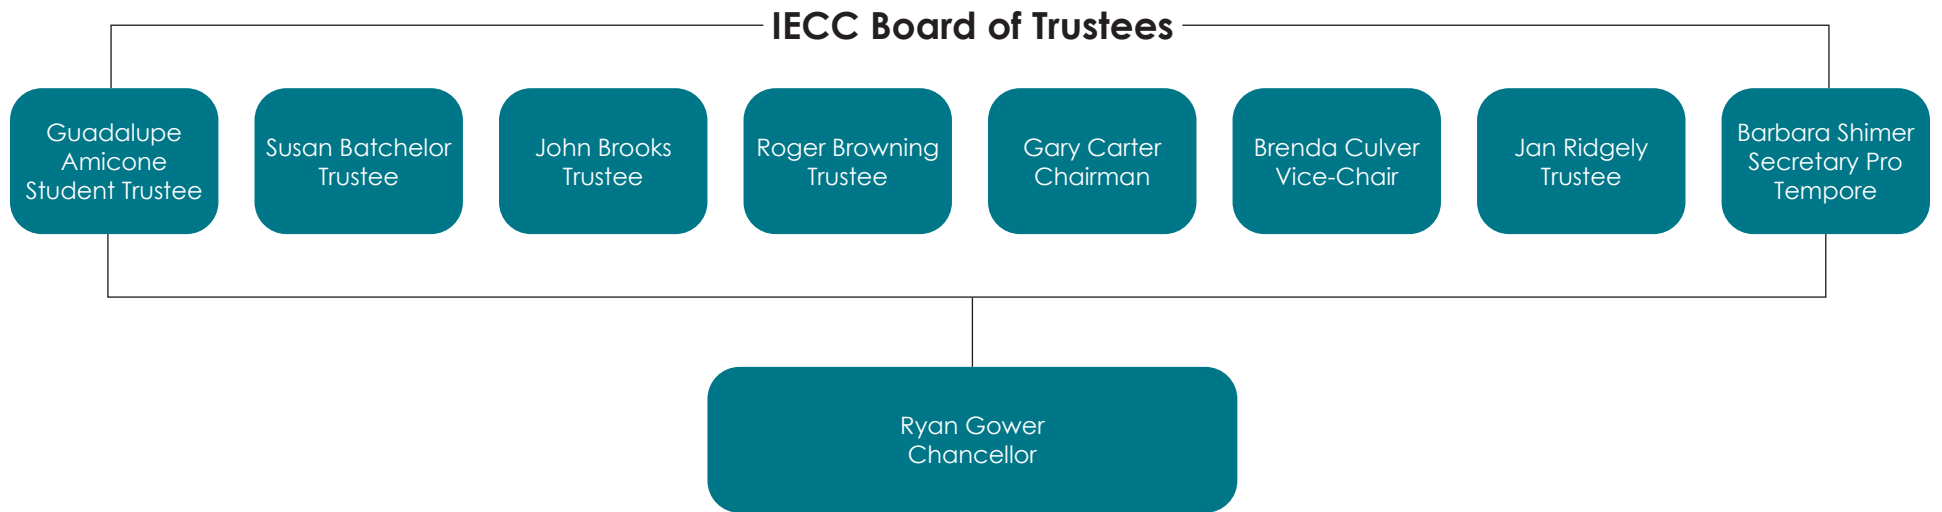 IECC Board of Trustees
Guadalupe
Amicone
Student Trustee
Susan Batchelor
Trustee
John Brooks
Trustee
Roger Browning
Trustee
Gary Carter
Chairman
Brenda Culver
Vice-Chair
Jan Ridgely
Trustee
Barbara Shimer
Secretary Pro
Tempore
Ryan Gower
Chancellor